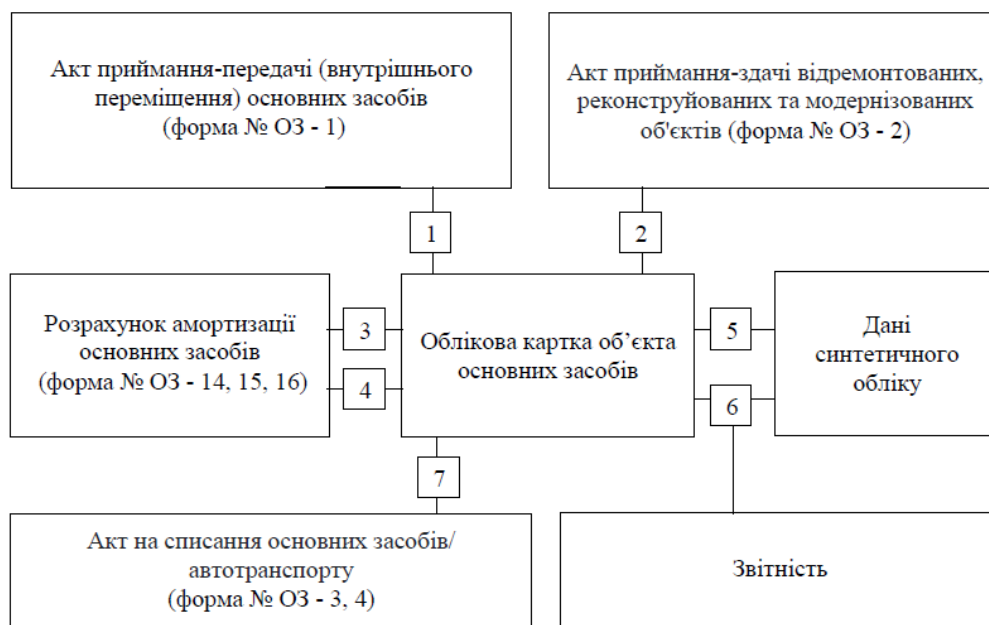 Акт приймання-передачі (внутрішнього
переміщення) основних засобів
(форма № ОЗ - 1)
Акт приймання-здачі відремонтованих,
реконструйованих та модернізованих
об'єктів (форма № ОЗ - 2)
1
2
Розрахунок амортизації
основних засобів
(форма № ОЗ - 14, 15, 16)
3
4
Облікова картка об’єкта
основних засобів
5
6
Дані
синтетичного
обліку
7
Акт на списання основних засобів/
автотранспорту
(форма № ОЗ - 3, 4)
Звітність